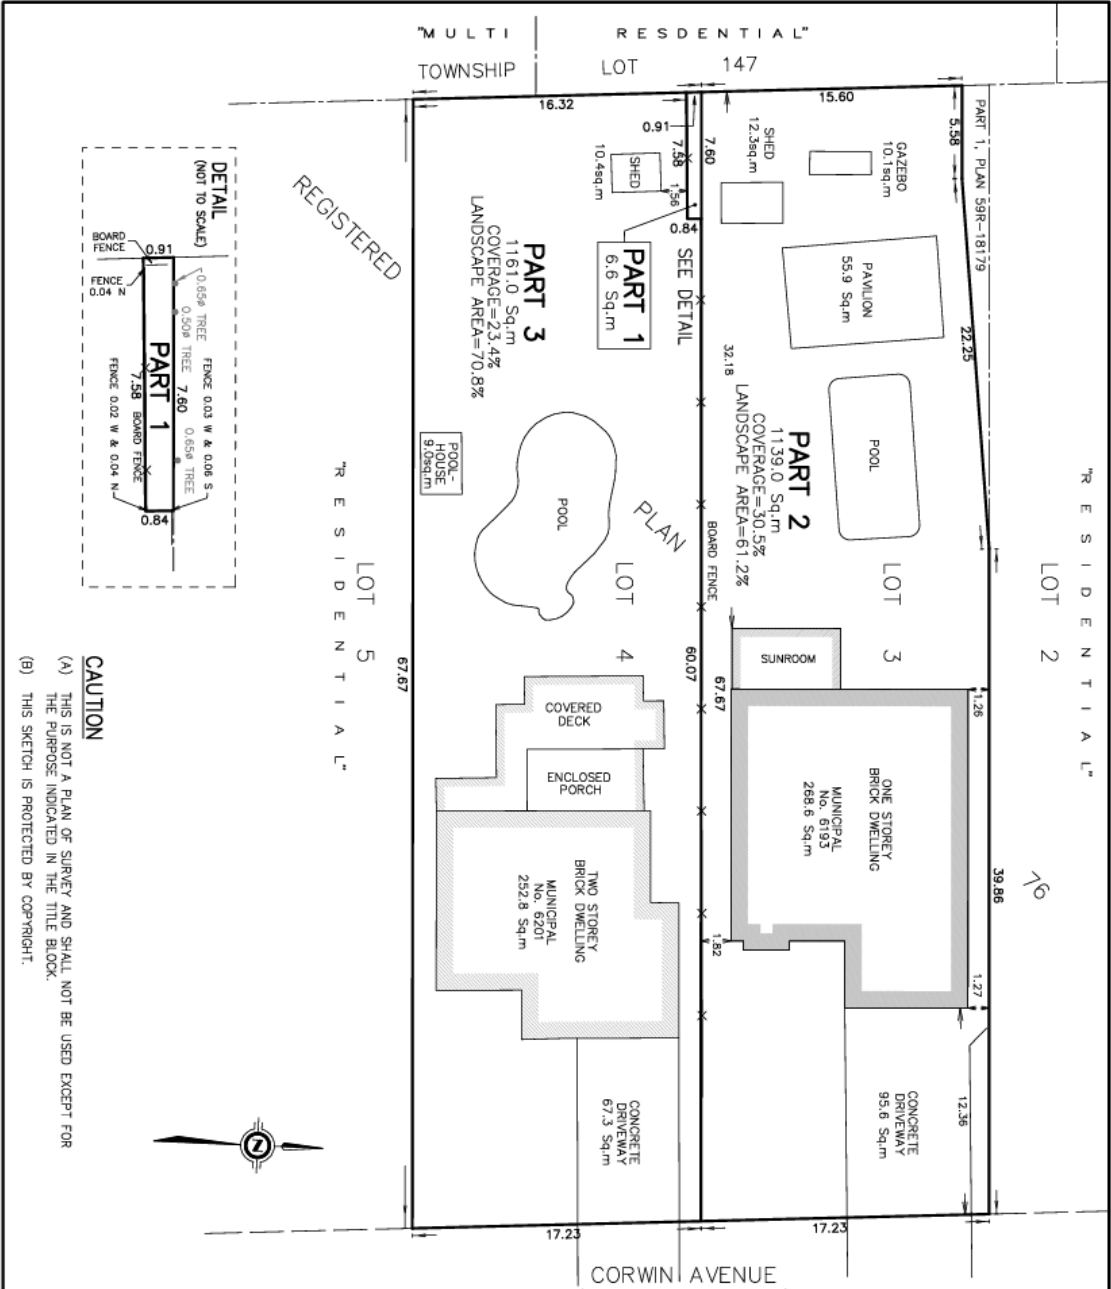 "MULTI RESDENTIAL"
TOWNSHIP LOT 147
16.32
15.60
0.91
7.58
7.60
5.58
PART 1, PLAN 59R-18179
SHED
12.3sq.m
GAZEBO
10.1sq.m
SHED
10.4sq.m
1.56
0.84
PART 1
6.6 Sq.m
SEE DETAIL
PAVILION
55.9 Sq.m
22.25
32.18
PART 3
1161.0 Sq.m
COVERAGE=23.4%
LANDSCAPE AREA=70.8%
PART 2
1139.0 Sq.m
COVERAGE=30.5%
LANDSCAPE AREA=61.2%
POOL
POOL-
HOUSE
9.0sq.m
POOL
REGISTERED
PLAN
76
BOARD FENCE
LOT 5
LOT 4
LOT 3
LOT 2
"RESIDENTIAL"
"RESIDENTIAL"
67.67
60.07
67.67
SUNROOM
1.26
COVERED
DECK
ENCLOSED
PORCH
ONE STOREY
BRICK DWELLING
MUNICIPAL
No. 6193
268.6 Sq.m
39.86
TWO STOREY
BRICK DWELLING
MUNICIPAL
No. 6201
252.8 Sq.m
1.82
1.27
12.36
CONCRETE
DRIVEWAY
67.3 Sq.m
CONCRETE
DRIVEWAY
95.6 Sq.m
17.23
17.23
CORWIN AVENUE
DETAIL
(NOT TO SCALE)
BOARD
FENCE
0.91
FENCE
0.04 N
0.65ø TREE
0.50ø TREE
0.65ø TREE
PART 1
7.60
7.58
BOARD FENCE
FENCE 0.03 W & 0.06 S
FENCE 0.02 W & 0.04 N
0.84
CAUTION
(A) THIS IS NOT A PLAN OF SURVEY AND SHALL NOT BE USED EXCEPT FOR
THE PURPOSE INDICATED IN THE TITLE BLOCK.
(B) THIS SKETCH IS PROTECTED BY COPYRIGHT.
N